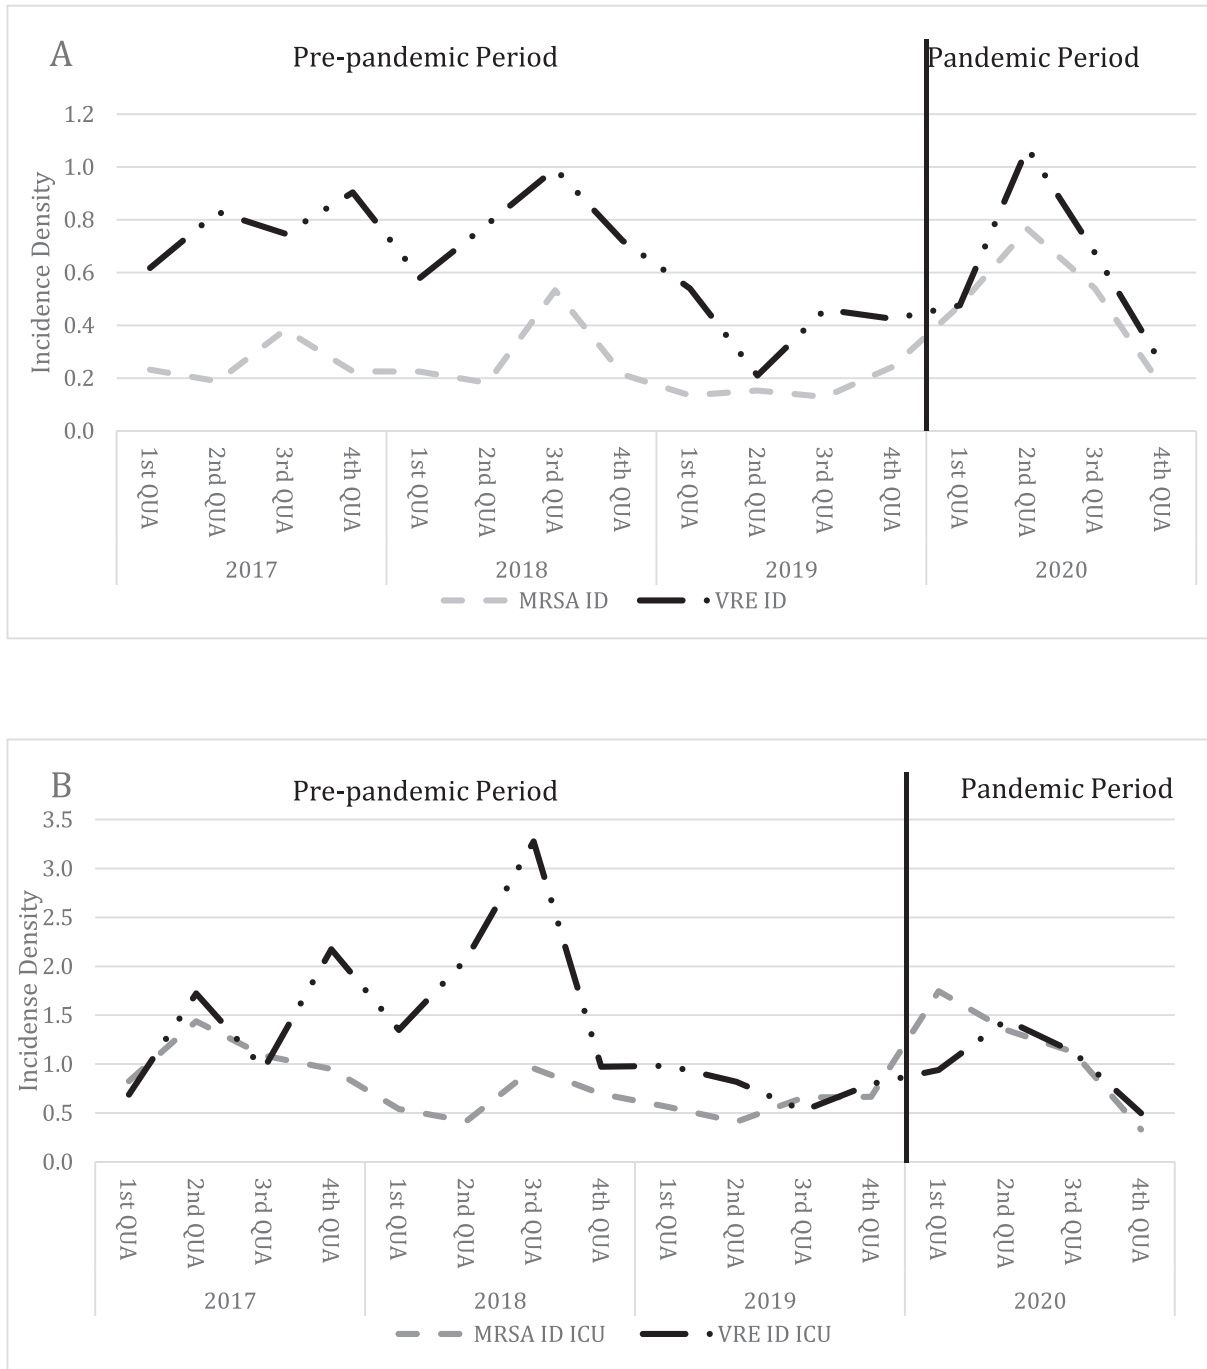 A
Pre-pandemic Period
Pandemic Period
1.2
1.0
0.8
0.6
0.4
0.2
0.0
Incidence Density
1st QUA
2nd QUA
3rd QUA
4th QUA
1st QUA
2nd QUA
3rd QUA
4th QUA
1st QUA
2nd QUA
3rd QUA
4th QUA
1st QUA
2nd QUA
3rd QUA
4th QUA
2017
2018
2019
2020
MRSA ID
VRE ID
B
Pre-pandemic Period
Pandemic Period
3.5
3.0
2.5
2.0
1.5
1.0
0.5
0.0
Incidense Density
1st QUA
2nd QUA
3rd QUA
4th QUA
1st QUA
2nd QUA
3rd QUA
4th QUA
1st QUA
2nd QUA
3rd QUA
4th QUA
1st QUA
2nd QUA
3rd QUA
4th QUA
2017
2018
2019
2020
MRSA ID ICU
VRE ID ICU